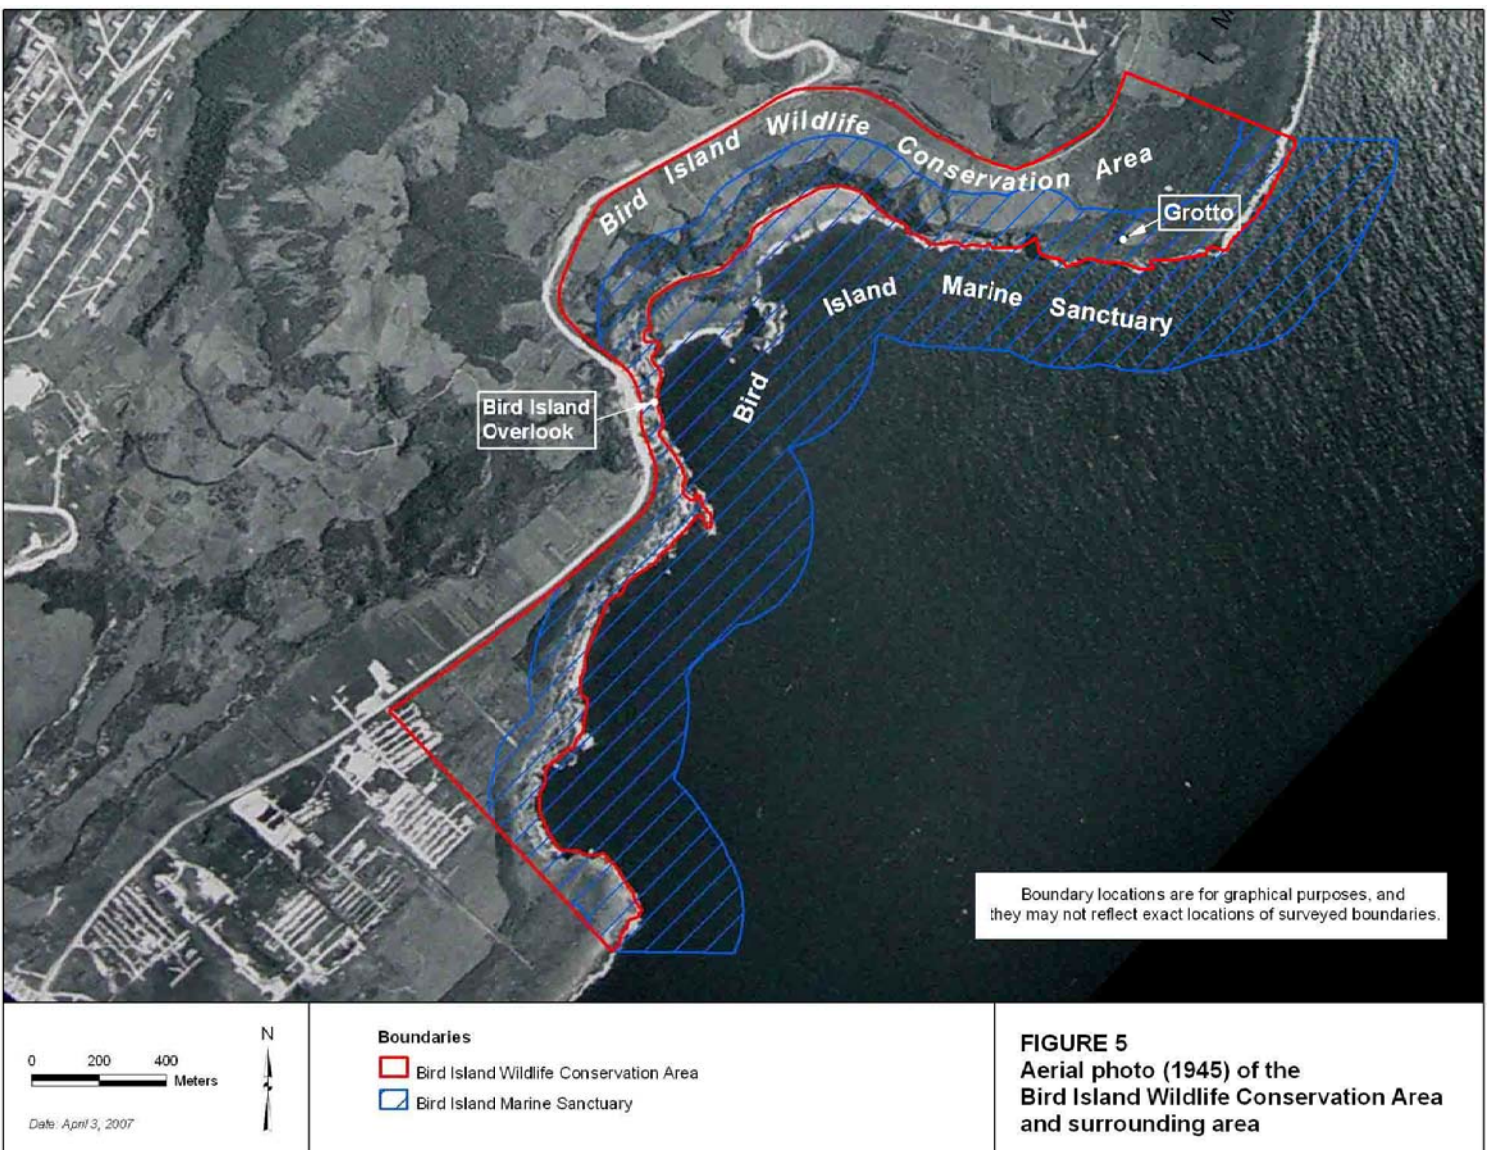 Bird Island Wildlife Conservation Area
Grotto
Bird Island Marine Sanctuary
Bird Island
Overlook
Boundary locations are for graphical purposes, and
they may not reflect exact locations of surveyed boundaries.
0 200 400
Meters
Date: April 3, 2007
N
Boundaries
Bird Island Wildlife Conservation Area
Bird Island Marine Sanctuary
FIGURE 5
Aerial photo (1945) of the
Bird Island Wildlife Conservation Area
and surrounding area